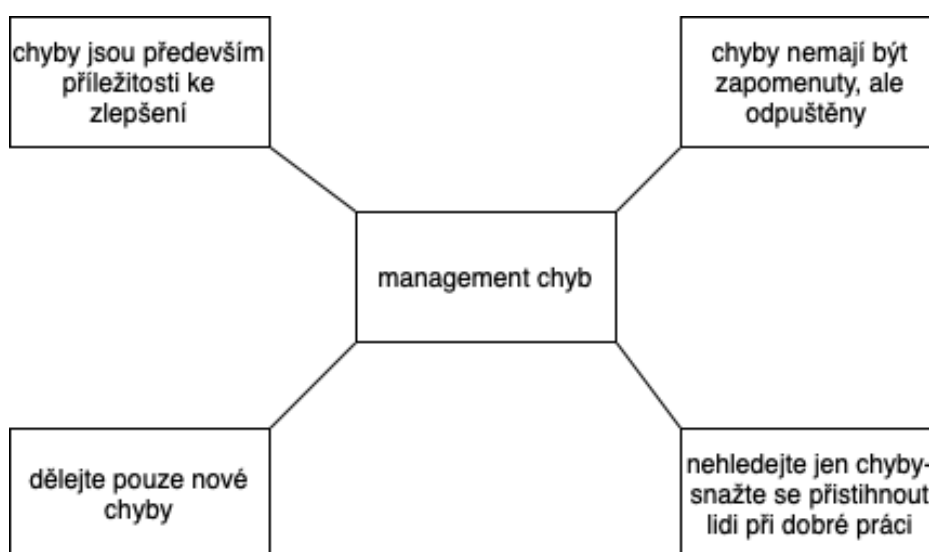 chyby jsou především
příležitosti ke
zlepšení
chyby nemají být
zapomenuty, ale
odpuštěny
management chyb
dělejte pouze nové
chyby
nehledejte jen chyby-
snažte se přistihnout
lidi při dobré práci